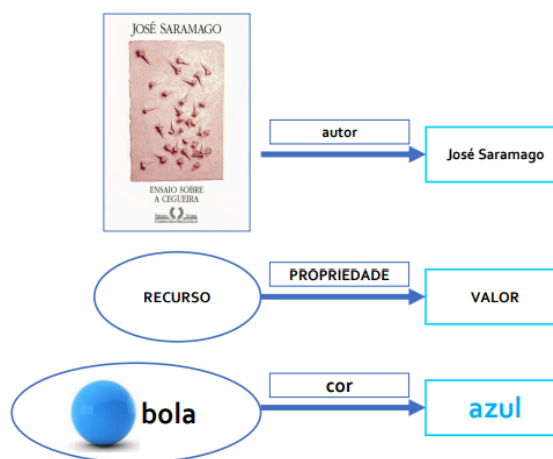 JOSÉ SARAMAGO
autor
José Saramago
ENSAIO SOBRE
A CEGUEIRA
RECURSO
PROPRIEDADE
VALOR
bola
cor
azul